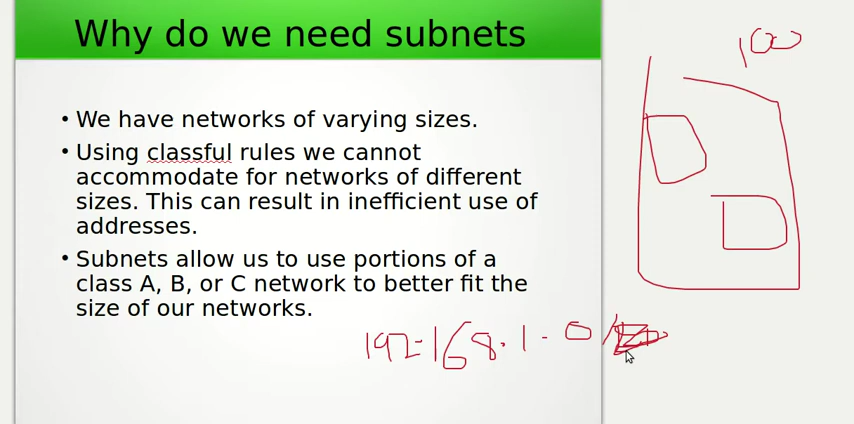 Why do we need subnets
100
• We have networks of varying sizes.
• Using classful rules we cannot
accommodate for networks of different
sizes. This can result in inefficient use of
addresses.
• Subnets allow us to use portions of a
class A, B, or C network to better fit the
size of our networks.
192.168.1.0/